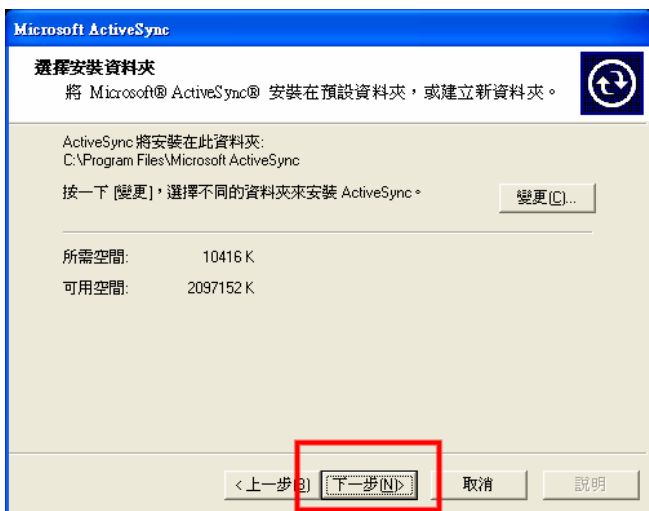 Microsoft ActiveSync
選擇安裝資料夾
將 Microsoft® ActiveSync® 安裝在預設資料夾，或建立新資料夾。
ActiveSync 將安裝在此資料夾:
C:\Program Files\Microsoft ActiveSync
按一下 [變更]，選擇不同的資料夾來安裝 ActiveSync。
變更(C)...
所需空間: 10416 K
可用空間: 2097152 K
<上一步(B) 下一步(N)> 取消 說明